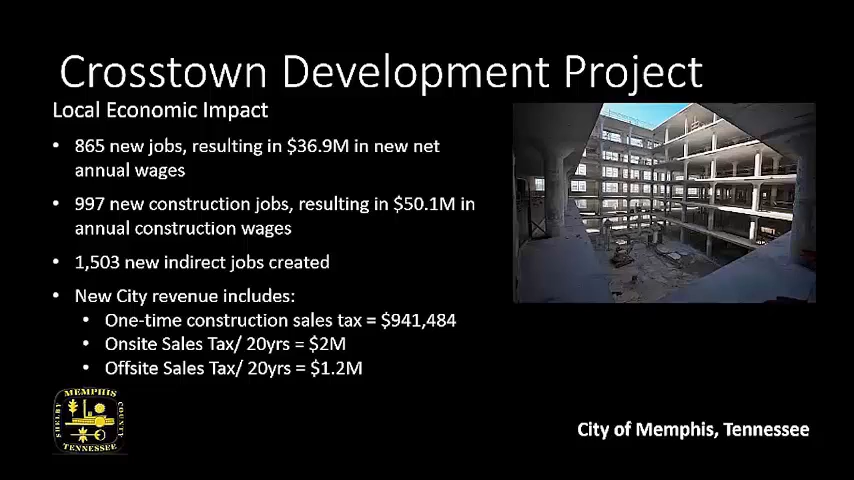 Crosstown Development Project
Local Economic Impact
• 865 new jobs, resulting in $36.9M in new net
annual wages
• 997 new construction jobs, resulting in $50.1M in
annual construction wages
• 1,503 new indirect jobs created
• New City revenue includes:
• One-time construction sales tax = $941,484
• Onsite Sales Tax/ 20yrs = $2M
• Offsite Sales Tax/ 20yrs = $1.2M
MEMPHIS
SHELBY
COUNTY
TENNESSEE
City of Memphis, Tennessee